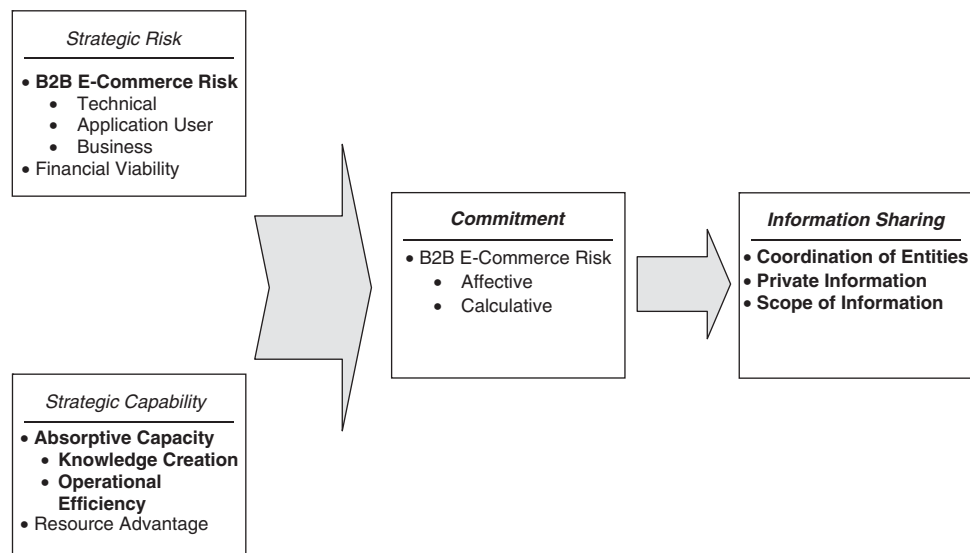 Strategic Risk
• B2B E-Commerce Risk
• Technical
• Application User
• Business
• Financial Viability
Strategic Capability
• Absorptive Capacity
• Knowledge Creation
• Operational
Efficiency
• Resource Advantage
Commitment
• B2B E-Commerce Risk
• Affective
• Calculative
Information Sharing
• Coordination of Entities
• Private Information
• Scope of Information